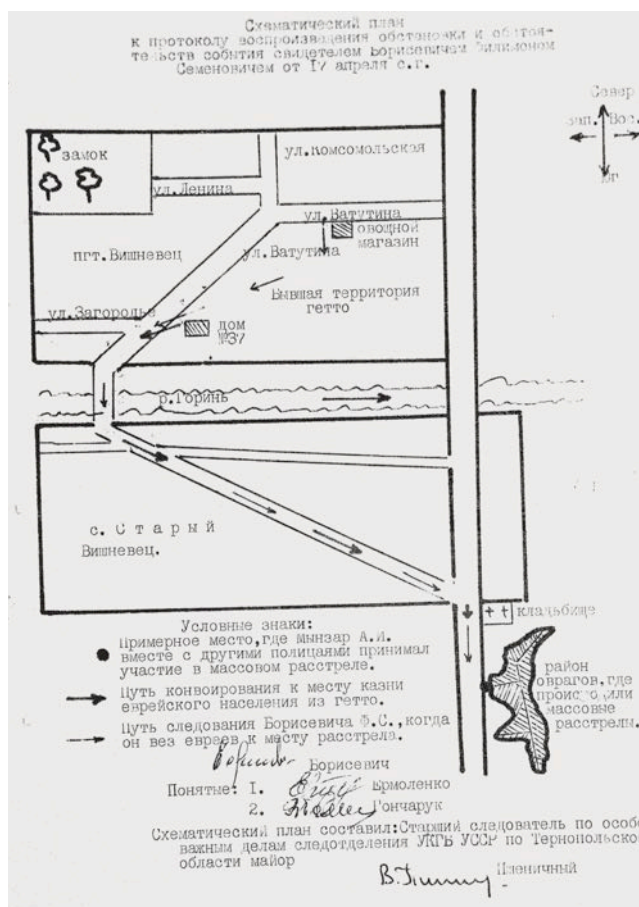 Схематический план
к протоколу воспроизведения обстановки и обстоя-
тельств события свидетелем Борисевичем Филимоном
Семеновичем от IV апреля с.г.
Север
Зап. Вос.
Юг
замок
ул.Комсомольская
ул.Ленина
ул.Ватутина
овощной
магазин
пгт.Вишневец
ул.Ватутина
Бывшая территория
гетто
ул.Загородье
дом
№37
р.Горинь
с. С т а р ы й
Вишневец.
кладбище
Условные знаки:
Примерное место,где Мынзар А.И.
вместе с другими полицаями принимал
участие в массовом расстреле.
Путь конвоирования к месту казни
еврейского населения из гетто.
Путь следования Борисевича Ф.С.,когда
он вез евреев к месту расстрела.
район
оврагов,где
происходили
массовые
расстрелы.
Борисевич
Понятые: I. Ермоленко
2. Гончарук
Схематический план составил:Старший следователь по особо
важным делам следотделения УКГБ УССР по Тернопольской
области майор
Пшеничный